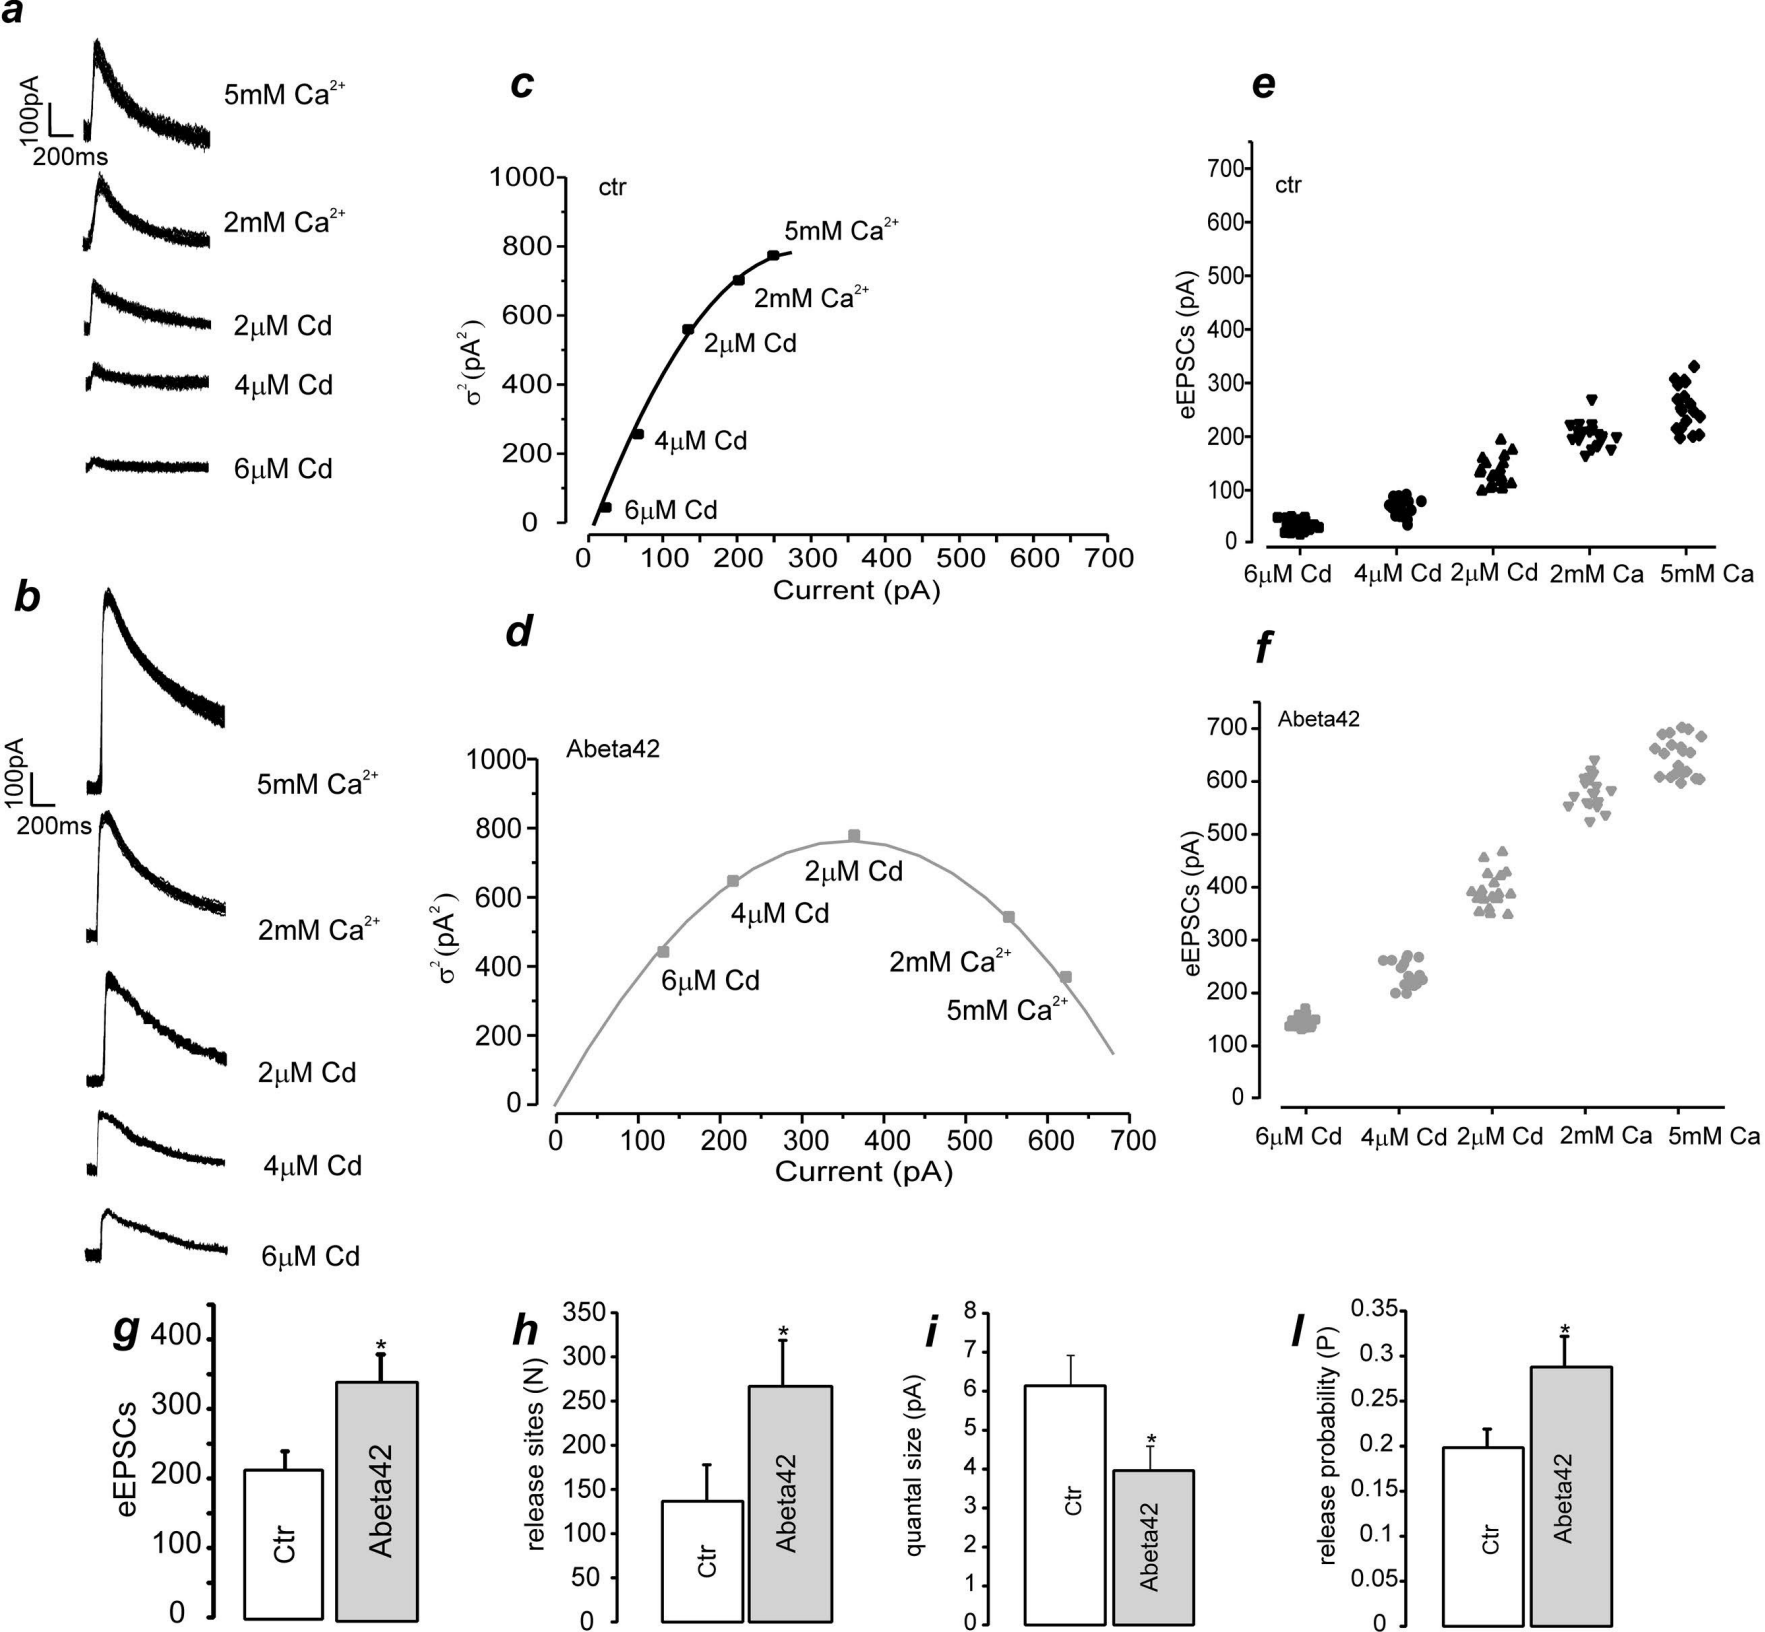 a
5mM Ca²⁺
100pA
200ms
2mM Ca²⁺
2µM Cd
4µM Cd
6µM Cd
b
5mM Ca²⁺
100pA
200ms
2mM Ca²⁺
2µM Cd
4µM Cd
6µM Cd
c
ctr
1000
800
600
400
200
0
σ² (pA²)
5mM Ca²⁺
2mM Ca²⁺
2µM Cd
4µM Cd
6µM Cd
0 100 200 300 400 500 600 700
Current (pA)
d
Abeta42
1000
800
600
400
200
0
σ² (pA²)
2µM Cd
4µM Cd
6µM Cd
2mM Ca²⁺
5mM Ca²⁺
0 100 200 300 400 500 600 700
Current (pA)
e
ctr
700
600
500
400
300
200
100
0
eEPSCs (pA)
6µM Cd 4µM Cd 2µM Cd 2mM Ca 5mM Ca
f
Abeta42
700
600
500
400
300
200
100
0
eEPSCs (pA)
6µM Cd 4µM Cd 2µM Cd 2mM Ca 5mM Ca
g
400
300
200
100
0
eEPSCs
*
Ctr
Abeta42
h
350
300
250
200
150
100
50
0
release sites (N)
*
Ctr
Abeta42
i
8
7
6
5
4
3
2
1
0
quantal size (pA)
*
Ctr
Abeta42
l
0.35
0.3
0.25
0.2
0.15
0.1
0.05
0
release probability (P)
*
Ctr
Abeta42